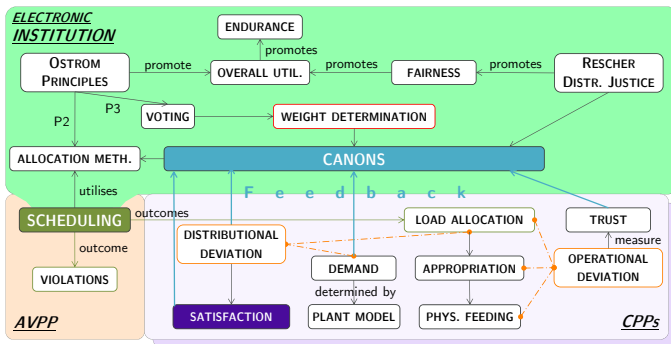 ELECTRONIC
INSTITUTION
ENDURANCE
promotes
OSTROM
PRINCIPLES
promote
OVERALL UTIL.
promotes
FAIRNESS
promotes
RESCHER
DISTR. JUSTICE
P2
P3
VOTING
WEIGHT DETERMINATION
ALLOCATION METH.
CANONS
utilises
Feedback
SCHEDULING
outcomes
LOAD ALLOCATION
TRUST
DISTRIBUTIONAL
DEVIATION
measure
outcome
VIOLATIONS
DEMAND
APPROPRIATION
OPERATIONAL
DEVIATION
determined by
SATISFACTION
PLANT MODEL
PHYS. FEEDING
AVPP
CPPs